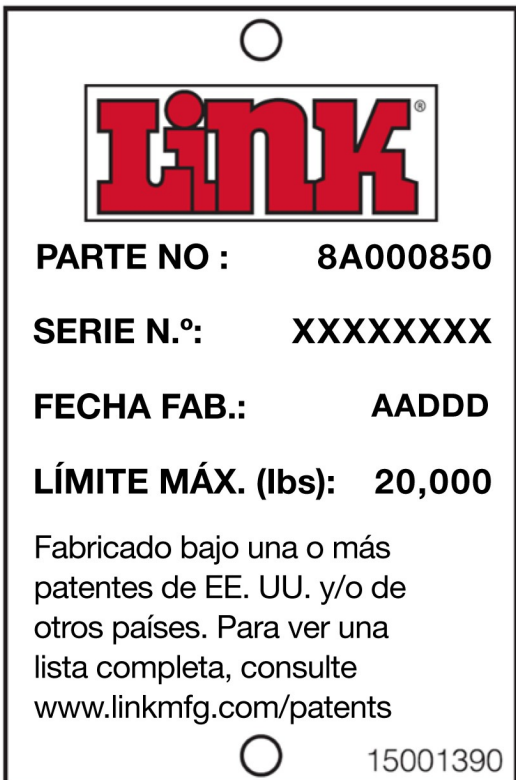 Link®
PARTE NO : 8A000850
SERIE N.º: XXXXXXXX
FECHA FAB.: AADDD
LÍMITE MÁX. (lbs): 20,000
Fabricado bajo una o más
patentes de EE. UU. y/o de
otros países. Para ver una
lista completa, consulte
www.linkmfg.com/patents
15001390